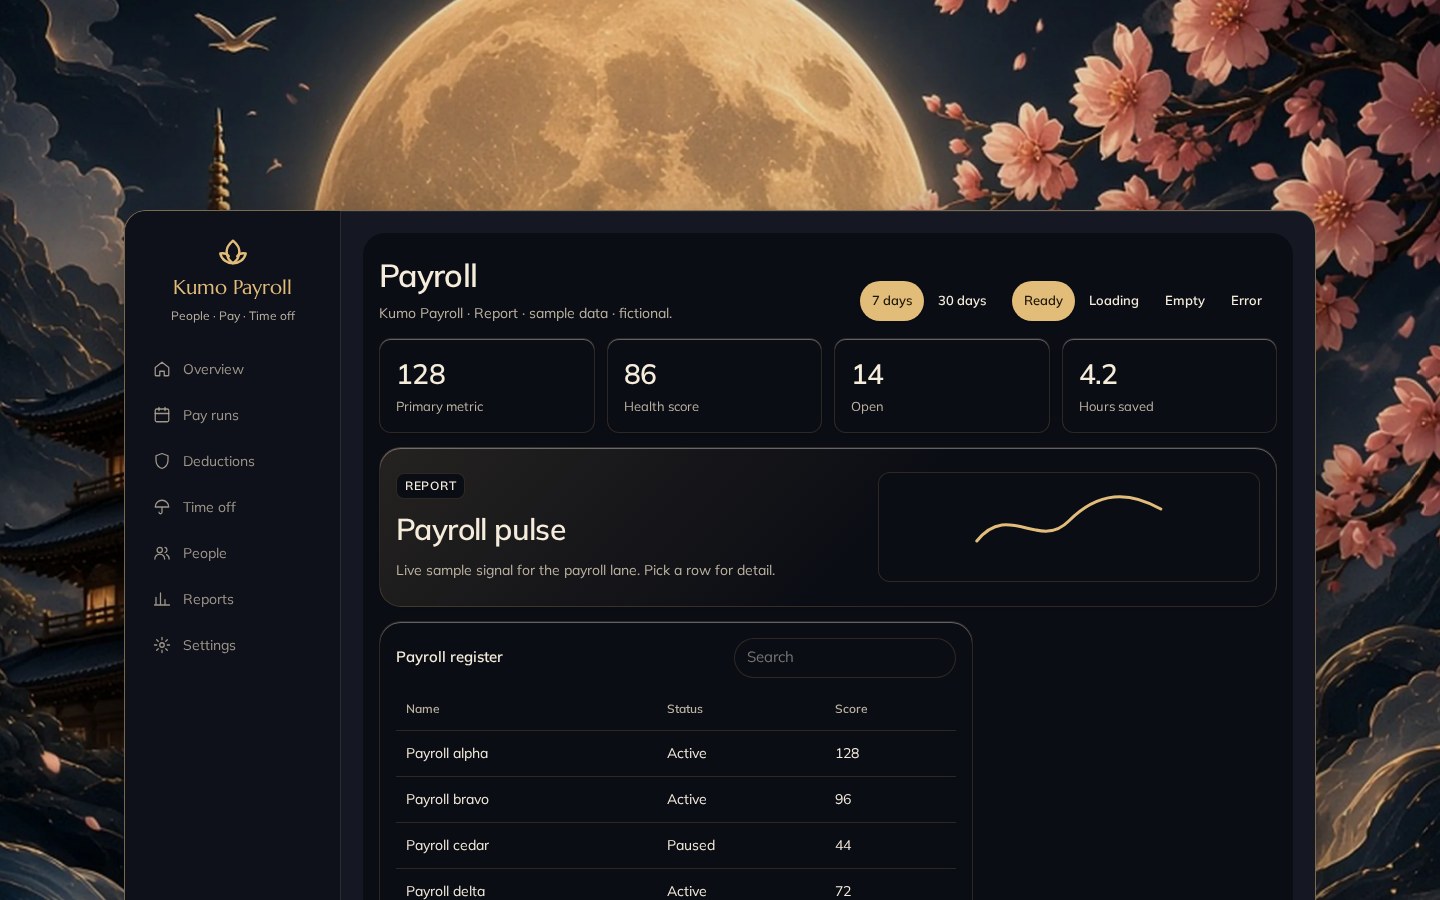 Kumo Payroll
People · Pay · Time off
Overview
Pay runs
Deductions
Time off
People
Reports
Settings
Payroll
Kumo Payroll · Report · sample data · fictional.
7 days
30 days
Ready
Loading
Empty
Error
128
Primary metric
86
Health score
14
Open
4.2
Hours saved
REPORT
Payroll pulse
Live sample signal for the payroll lane. Pick a row for detail.
Payroll register
Search
Name Status Score
Payroll alpha Active 128
Payroll bravo Active 96
Payroll cedar Paused 44
Payroll delta Active 72